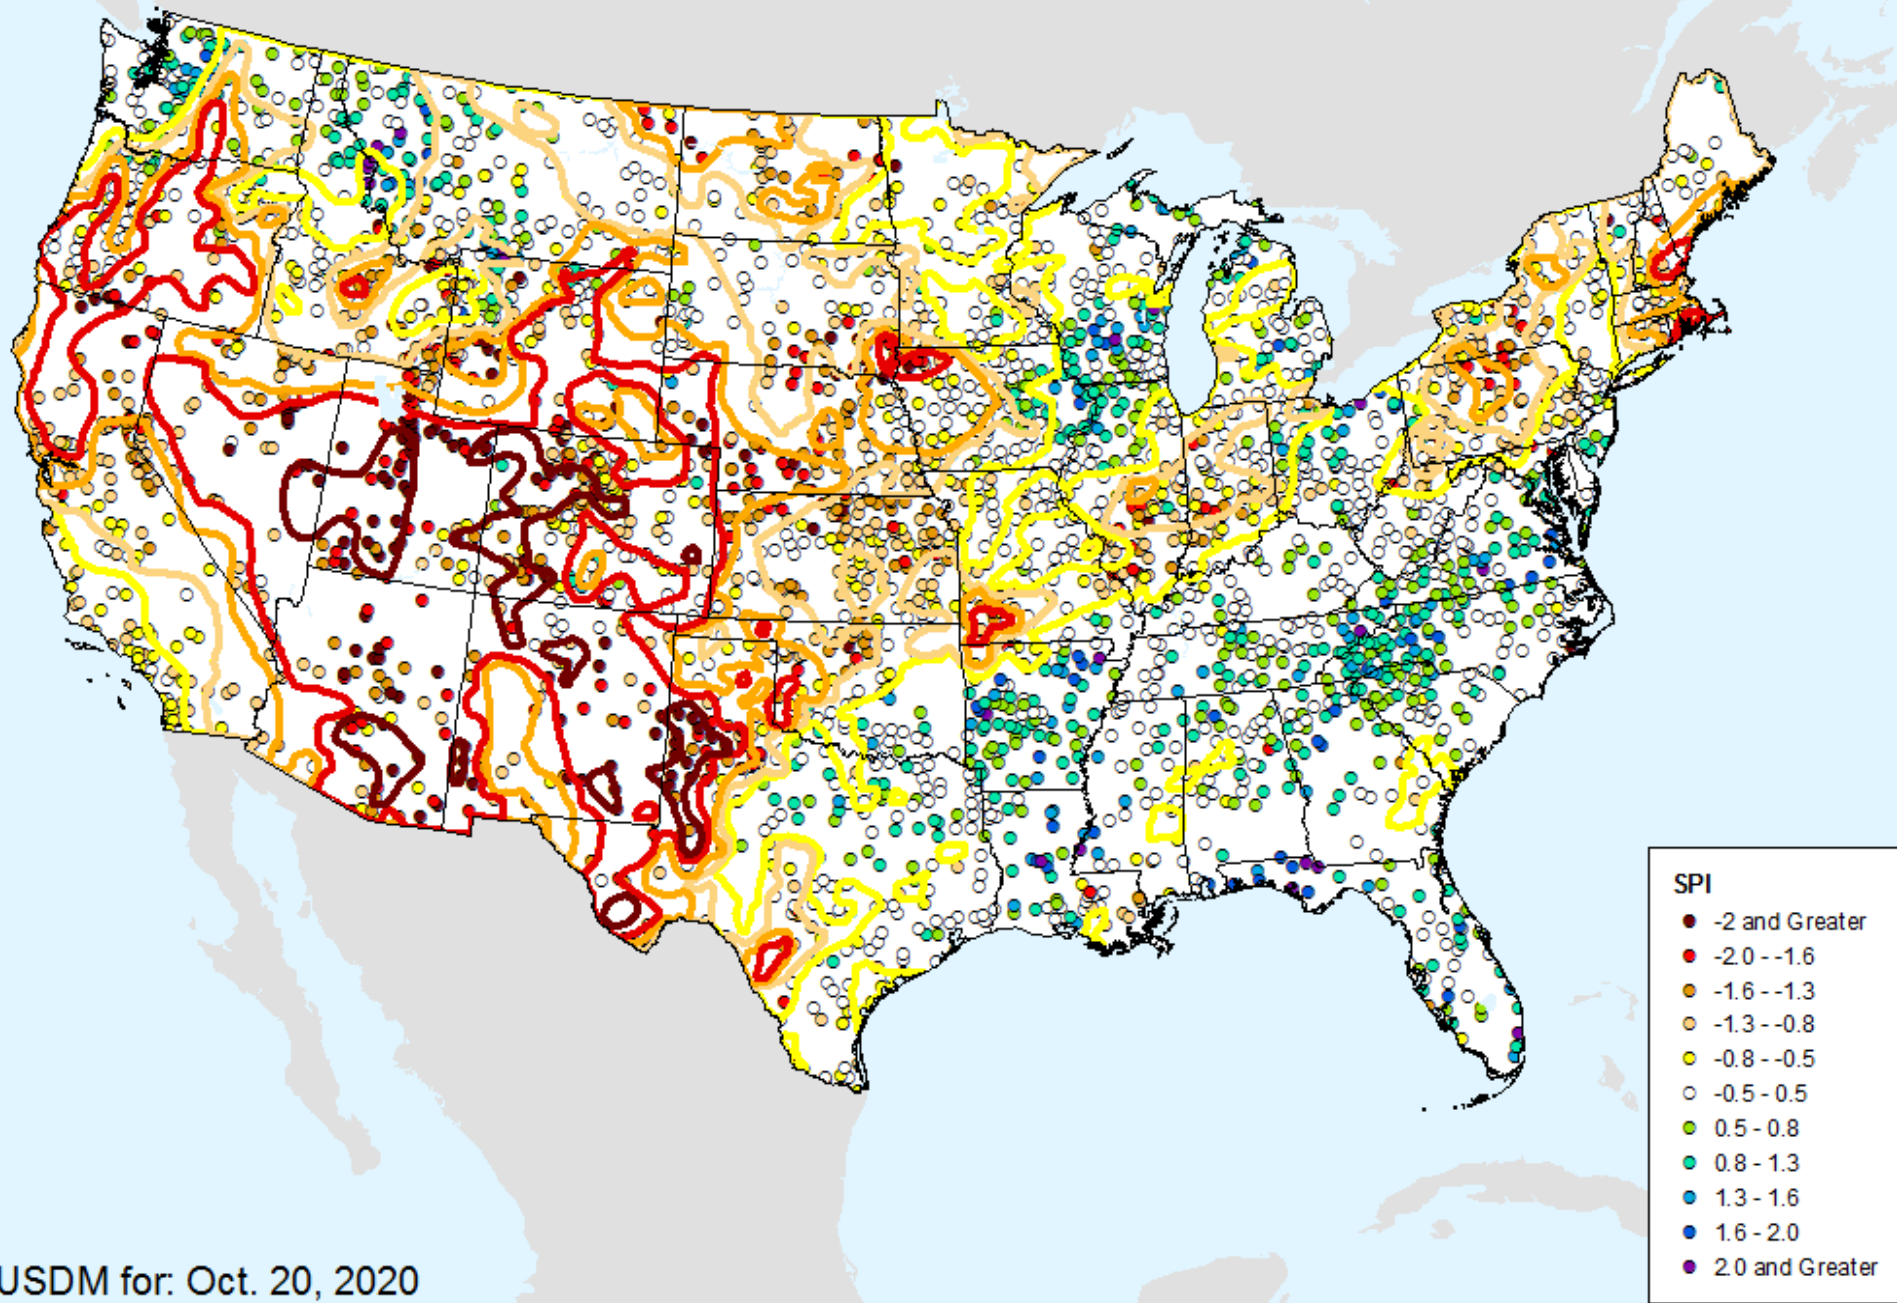 SPI
-2 and Greater
-2.0 - -1.6
-1.6 - -1.3
-1.3 - -0.8
-0.8 - -0.5
-0.5 - 0.5
0.5 - 0.8
0.8 - 1.3
1.3 - 1.6
1.6 - 2.0
2.0 and Greater
USDM for: Oct. 20, 2020